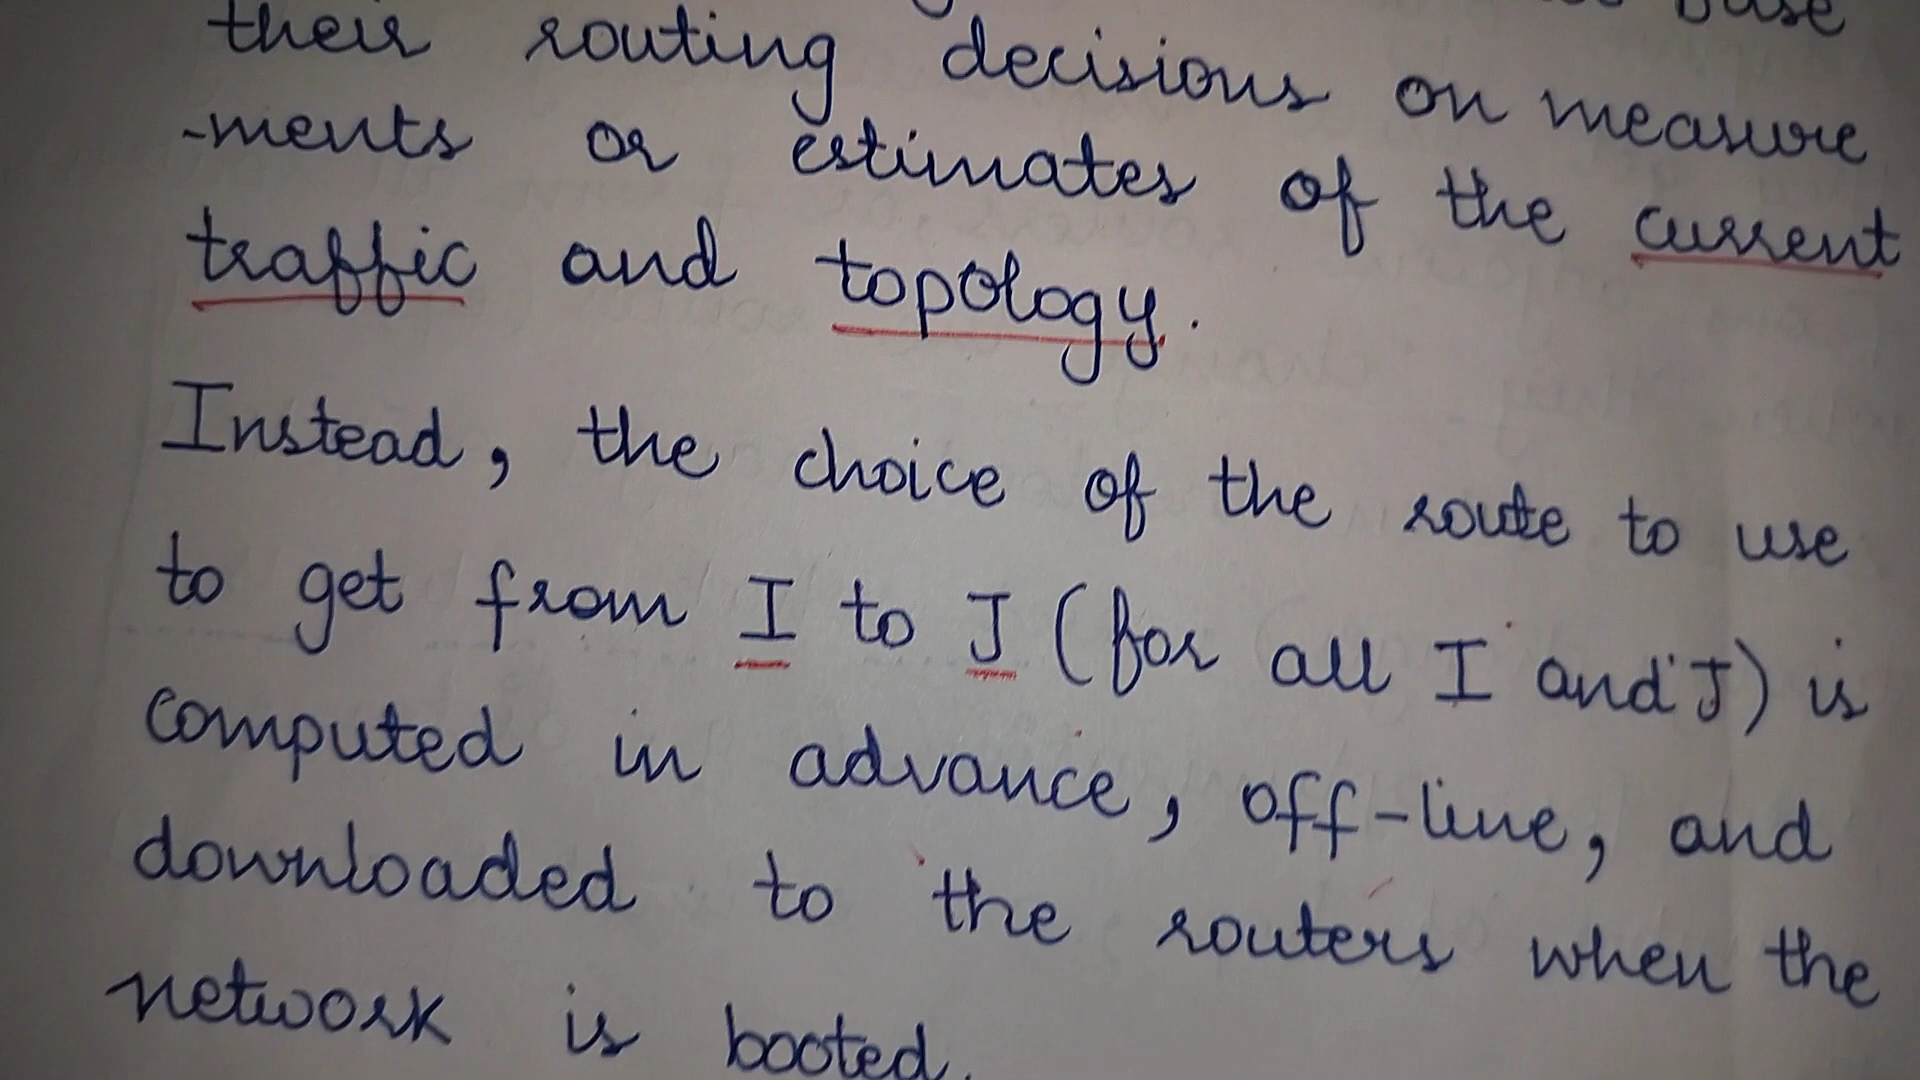 base
their routing decisions on measure
-ments or estimates of the current
traffic and topology.
Instead, the choice of the route to use
to get from I to J (for all I and J) is
computed in advance, off-line, and
downloaded to the routers when the
network is booted.